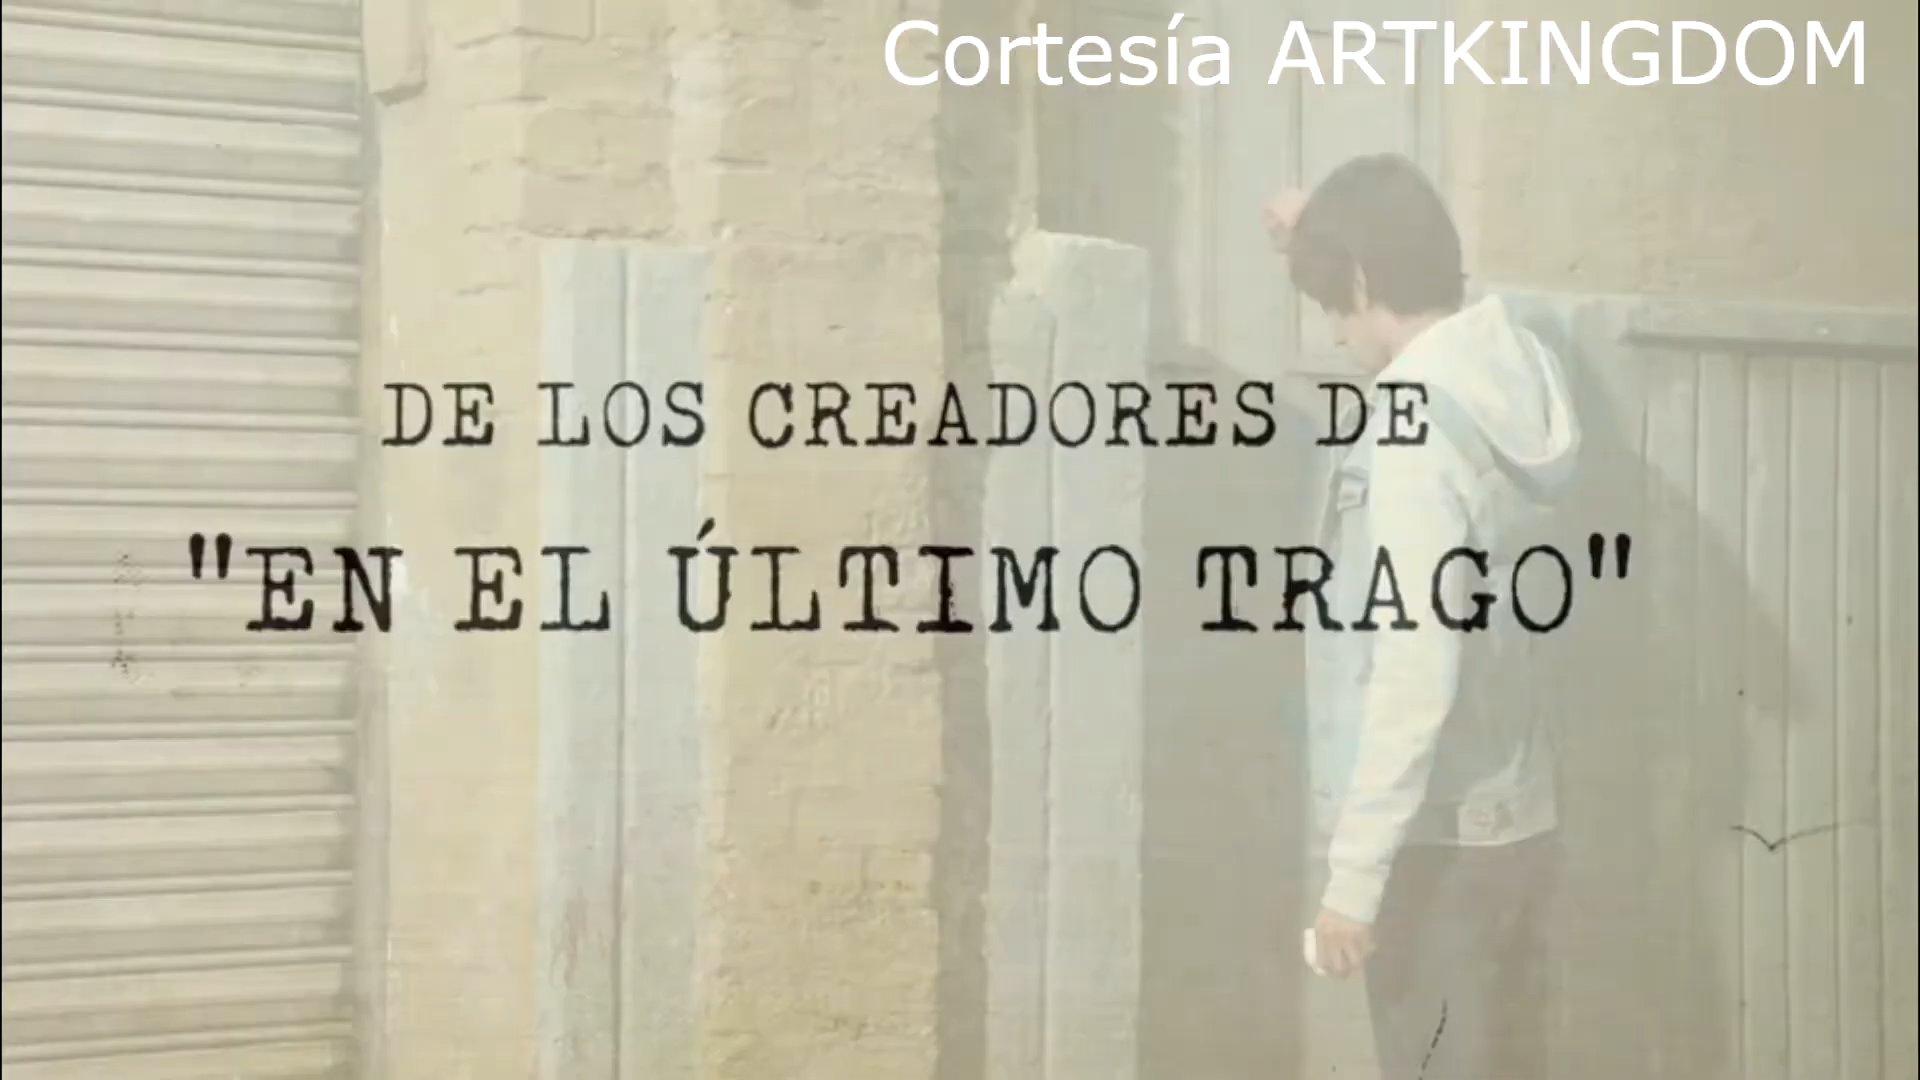 Cortesía ARTKINGDOM
DE LOS CREADORES DE
"EN EL ÚLTIMO TRAGO"